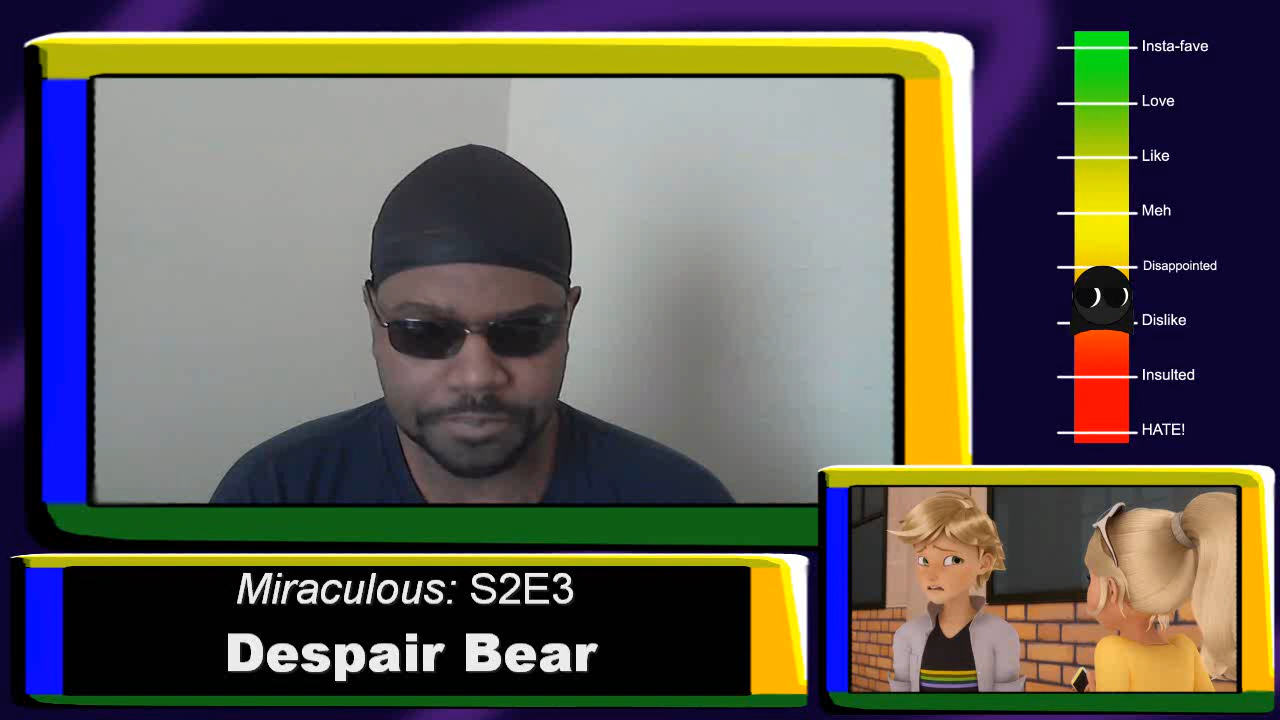 Insta-fave
Love
Like
Meh
Disappointed
Dislike
Insulted
HATE!
Miraculous: S2E3
Despair Bear